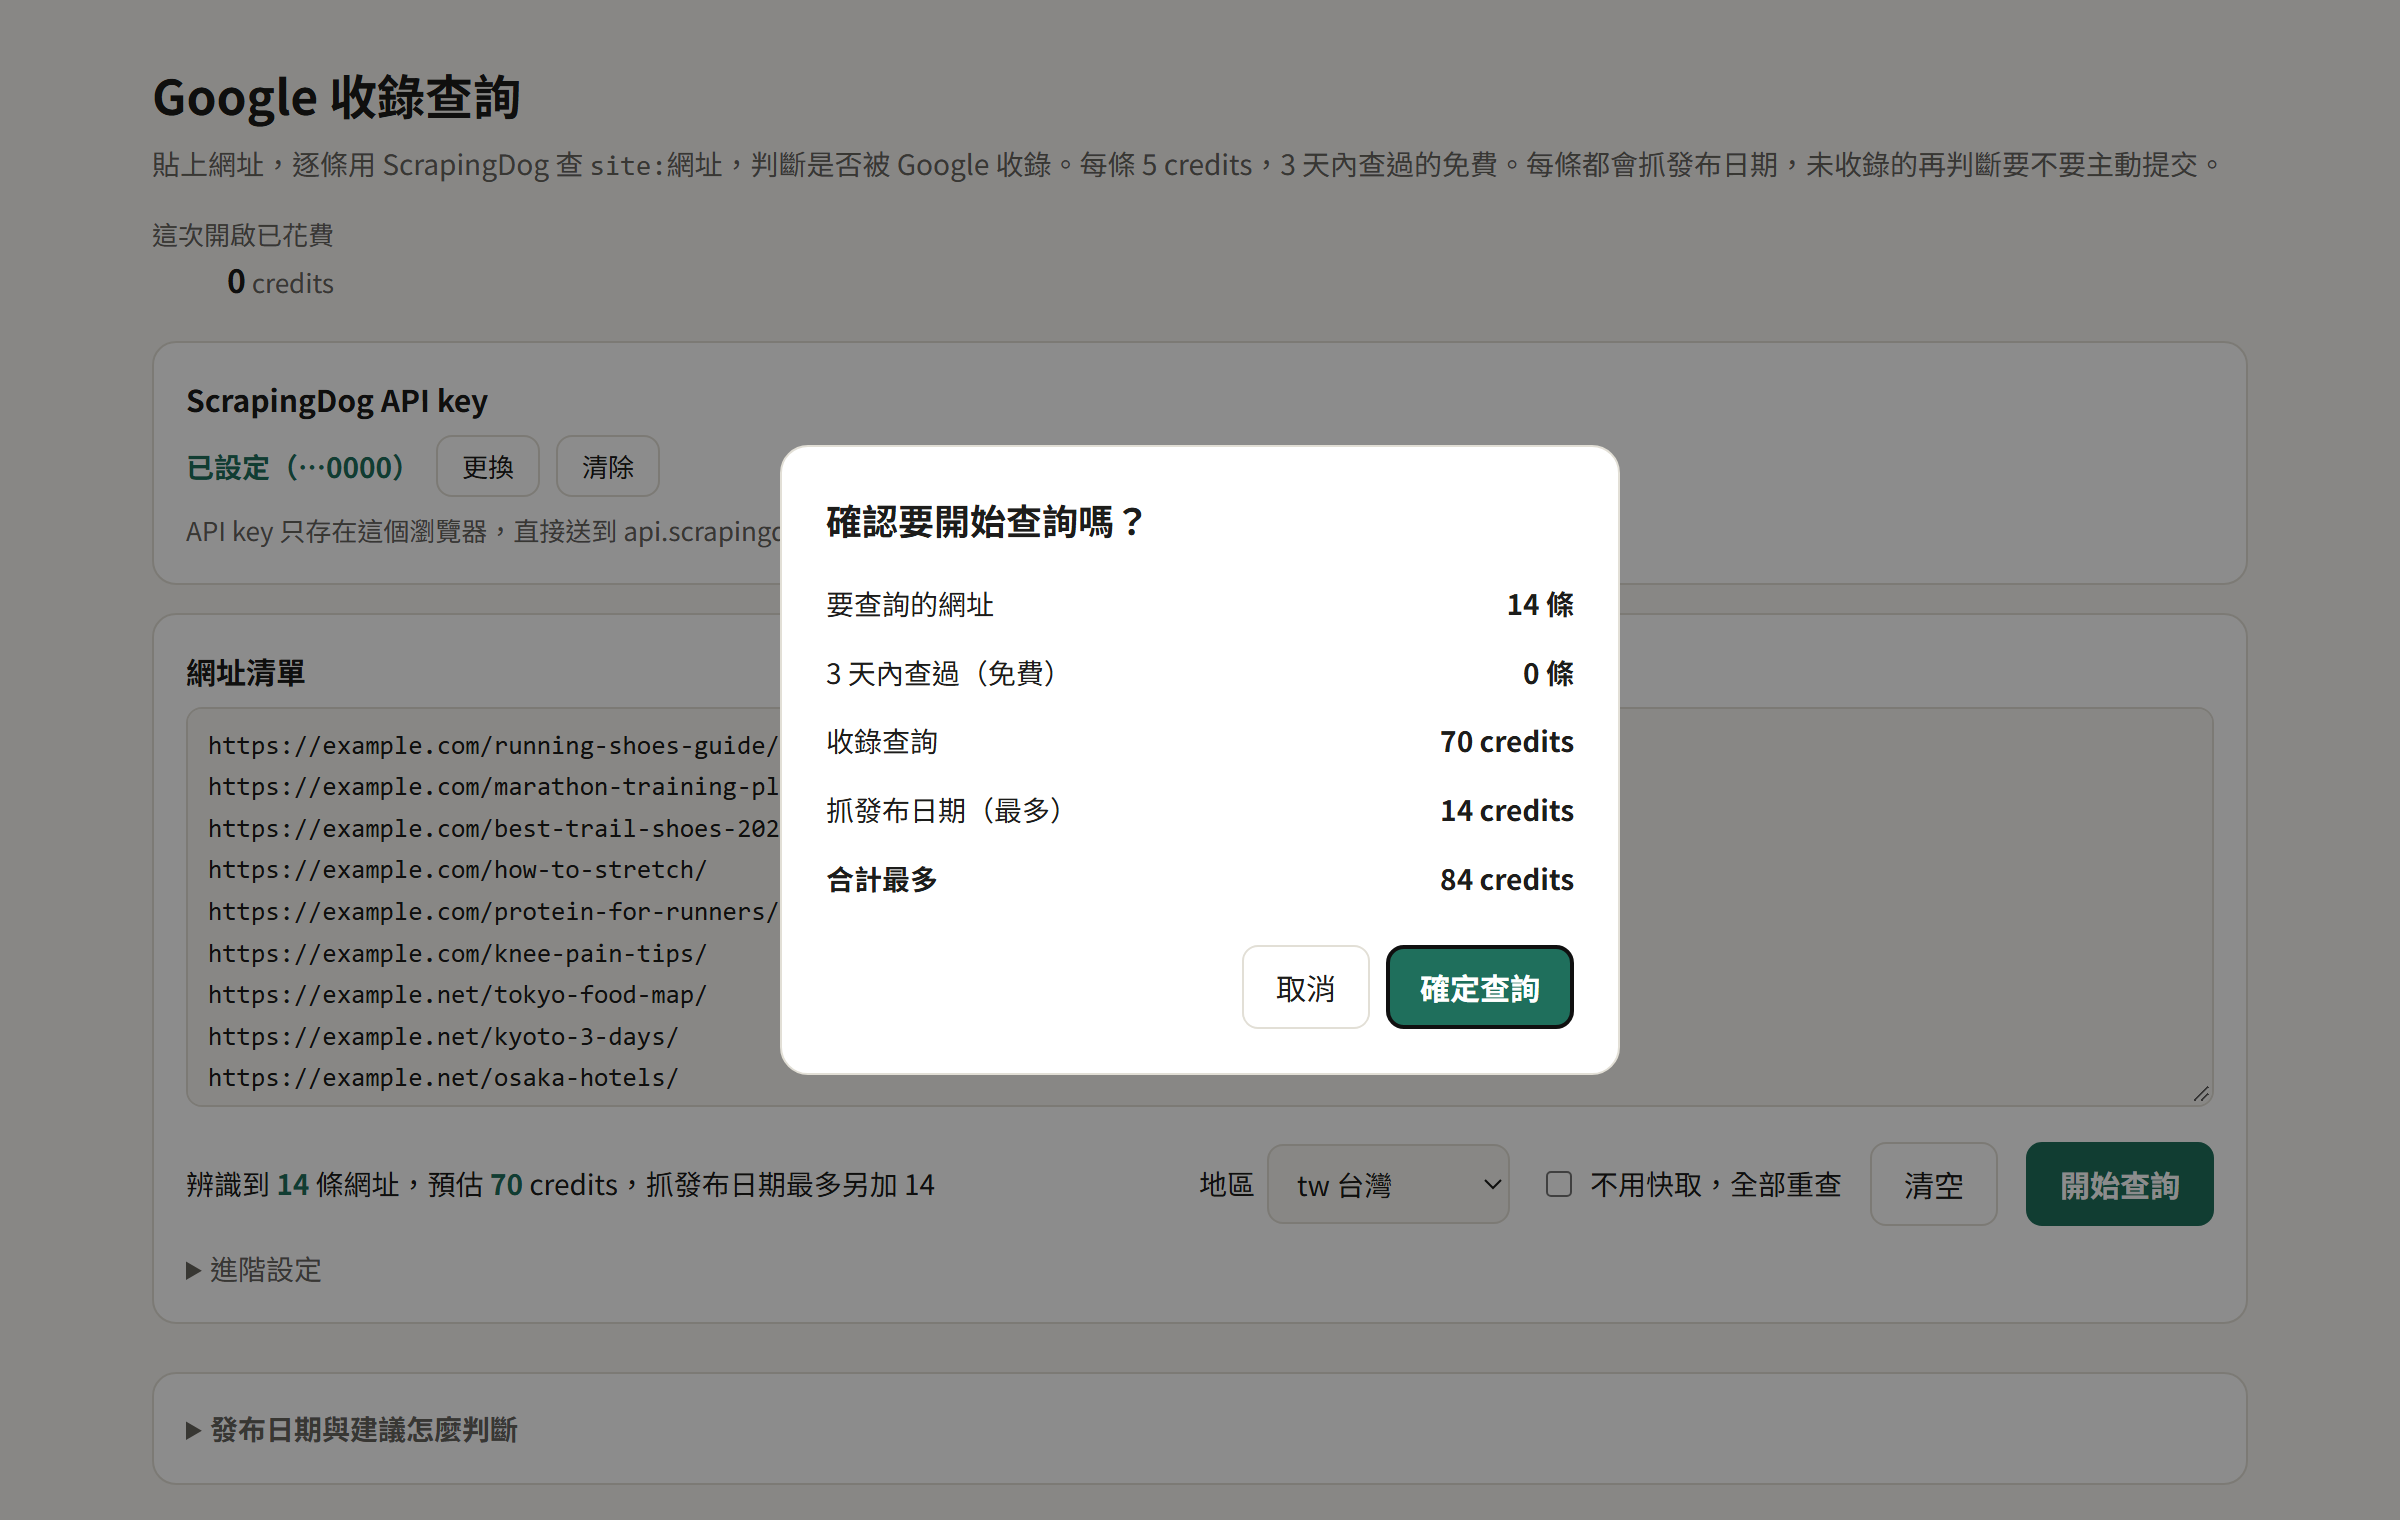 Google 收錄查詢
貼上網址，逐條用 ScrapingDog 查 site:網址，判斷是否被 Google 收錄。每條 5 credits，3 天內查過的免費。每條都會抓發布日期，未收錄的再判斷要不要主動提交。
這次開啟已花費
0 credits
ScrapingDog API key
已設定（…0000） 更換 清除
API key 只存在這個瀏覽器，直接送到 api.scraping
確認要開始查詢嗎？
要查詢的網址 14 條
3 天內查過（免費） 0 條
收錄查詢 70 credits
抓發布日期（最多） 14 credits
合計最多 84 credits
取消 確定查詢
網址清單
https://example.com/running-shoes-guide/
https://example.com/marathon-training-pl
https://example.com/best-trail-shoes-202
https://example.com/how-to-stretch/
https://example.com/protein-for-runners/
https://example.com/knee-pain-tips/
https://example.net/tokyo-food-map/
https://example.net/kyoto-3-days/
https://example.net/osaka-hotels/
辨識到 14 條網址，預估 70 credits，抓發布日期最多另加 14 地區 tw 台灣 不用快取，全部重查 清空 開始查詢
進階設定
發布日期與建議怎麼判斷